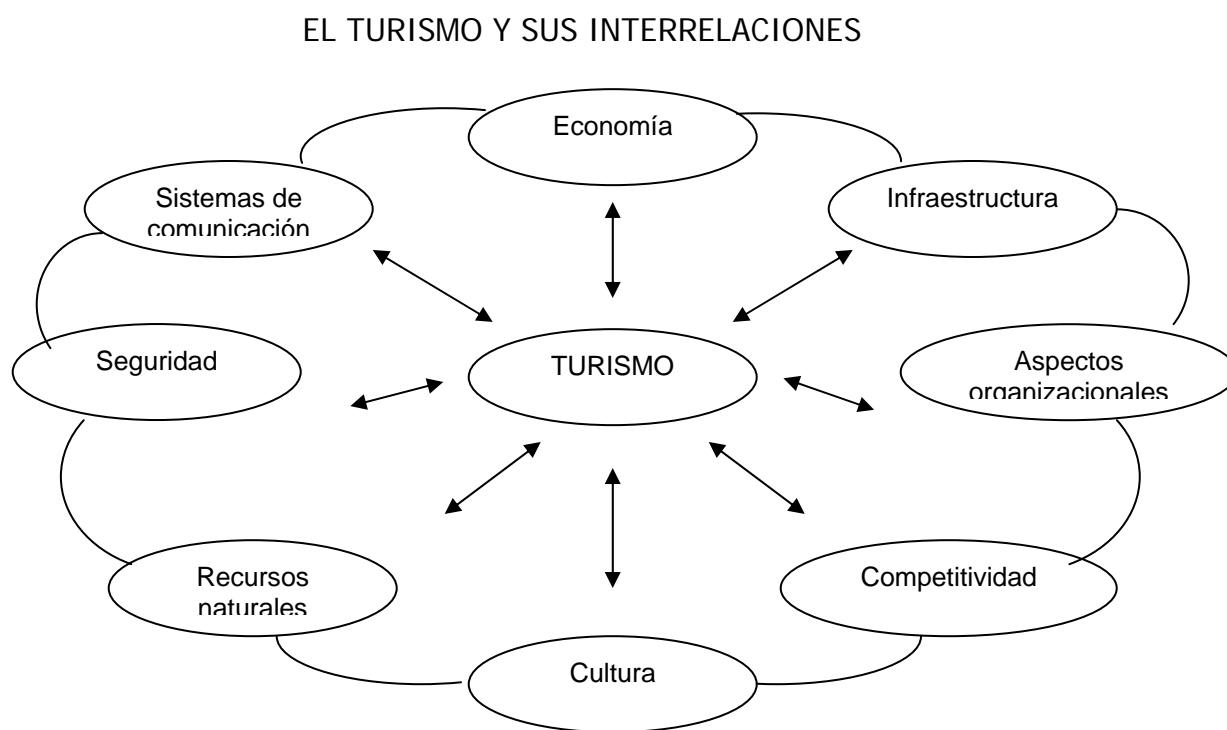 EL TURISMO Y SUS INTERRELACIONES
Economía
Sistemas de
comunicación
Infraestructura
Seguridad
TURISMO
Aspectos
organizacionales
Recursos
naturales
Competitividad
Cultura